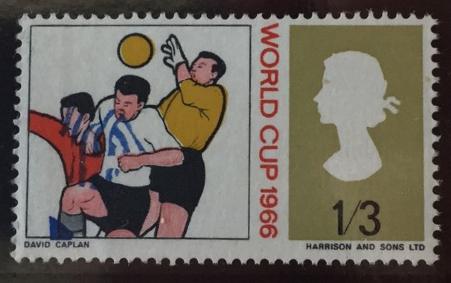 WORLD CUP 1966
1/3
DAVID CAPLAN
HARRISON AND SONS LTD